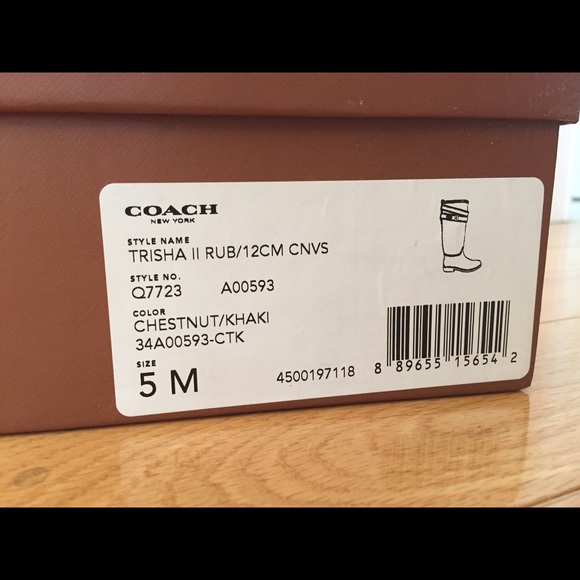 COACH
NEW YORK
STYLE NAME
TRISHA II RUB/12CM CNVS
STYLE NO.
Q7723 A00593
COLOR
CHESTNUT/KHAKI
34A00593-CTK
SIZE
5 M
4500197118
8 89655 15654 2